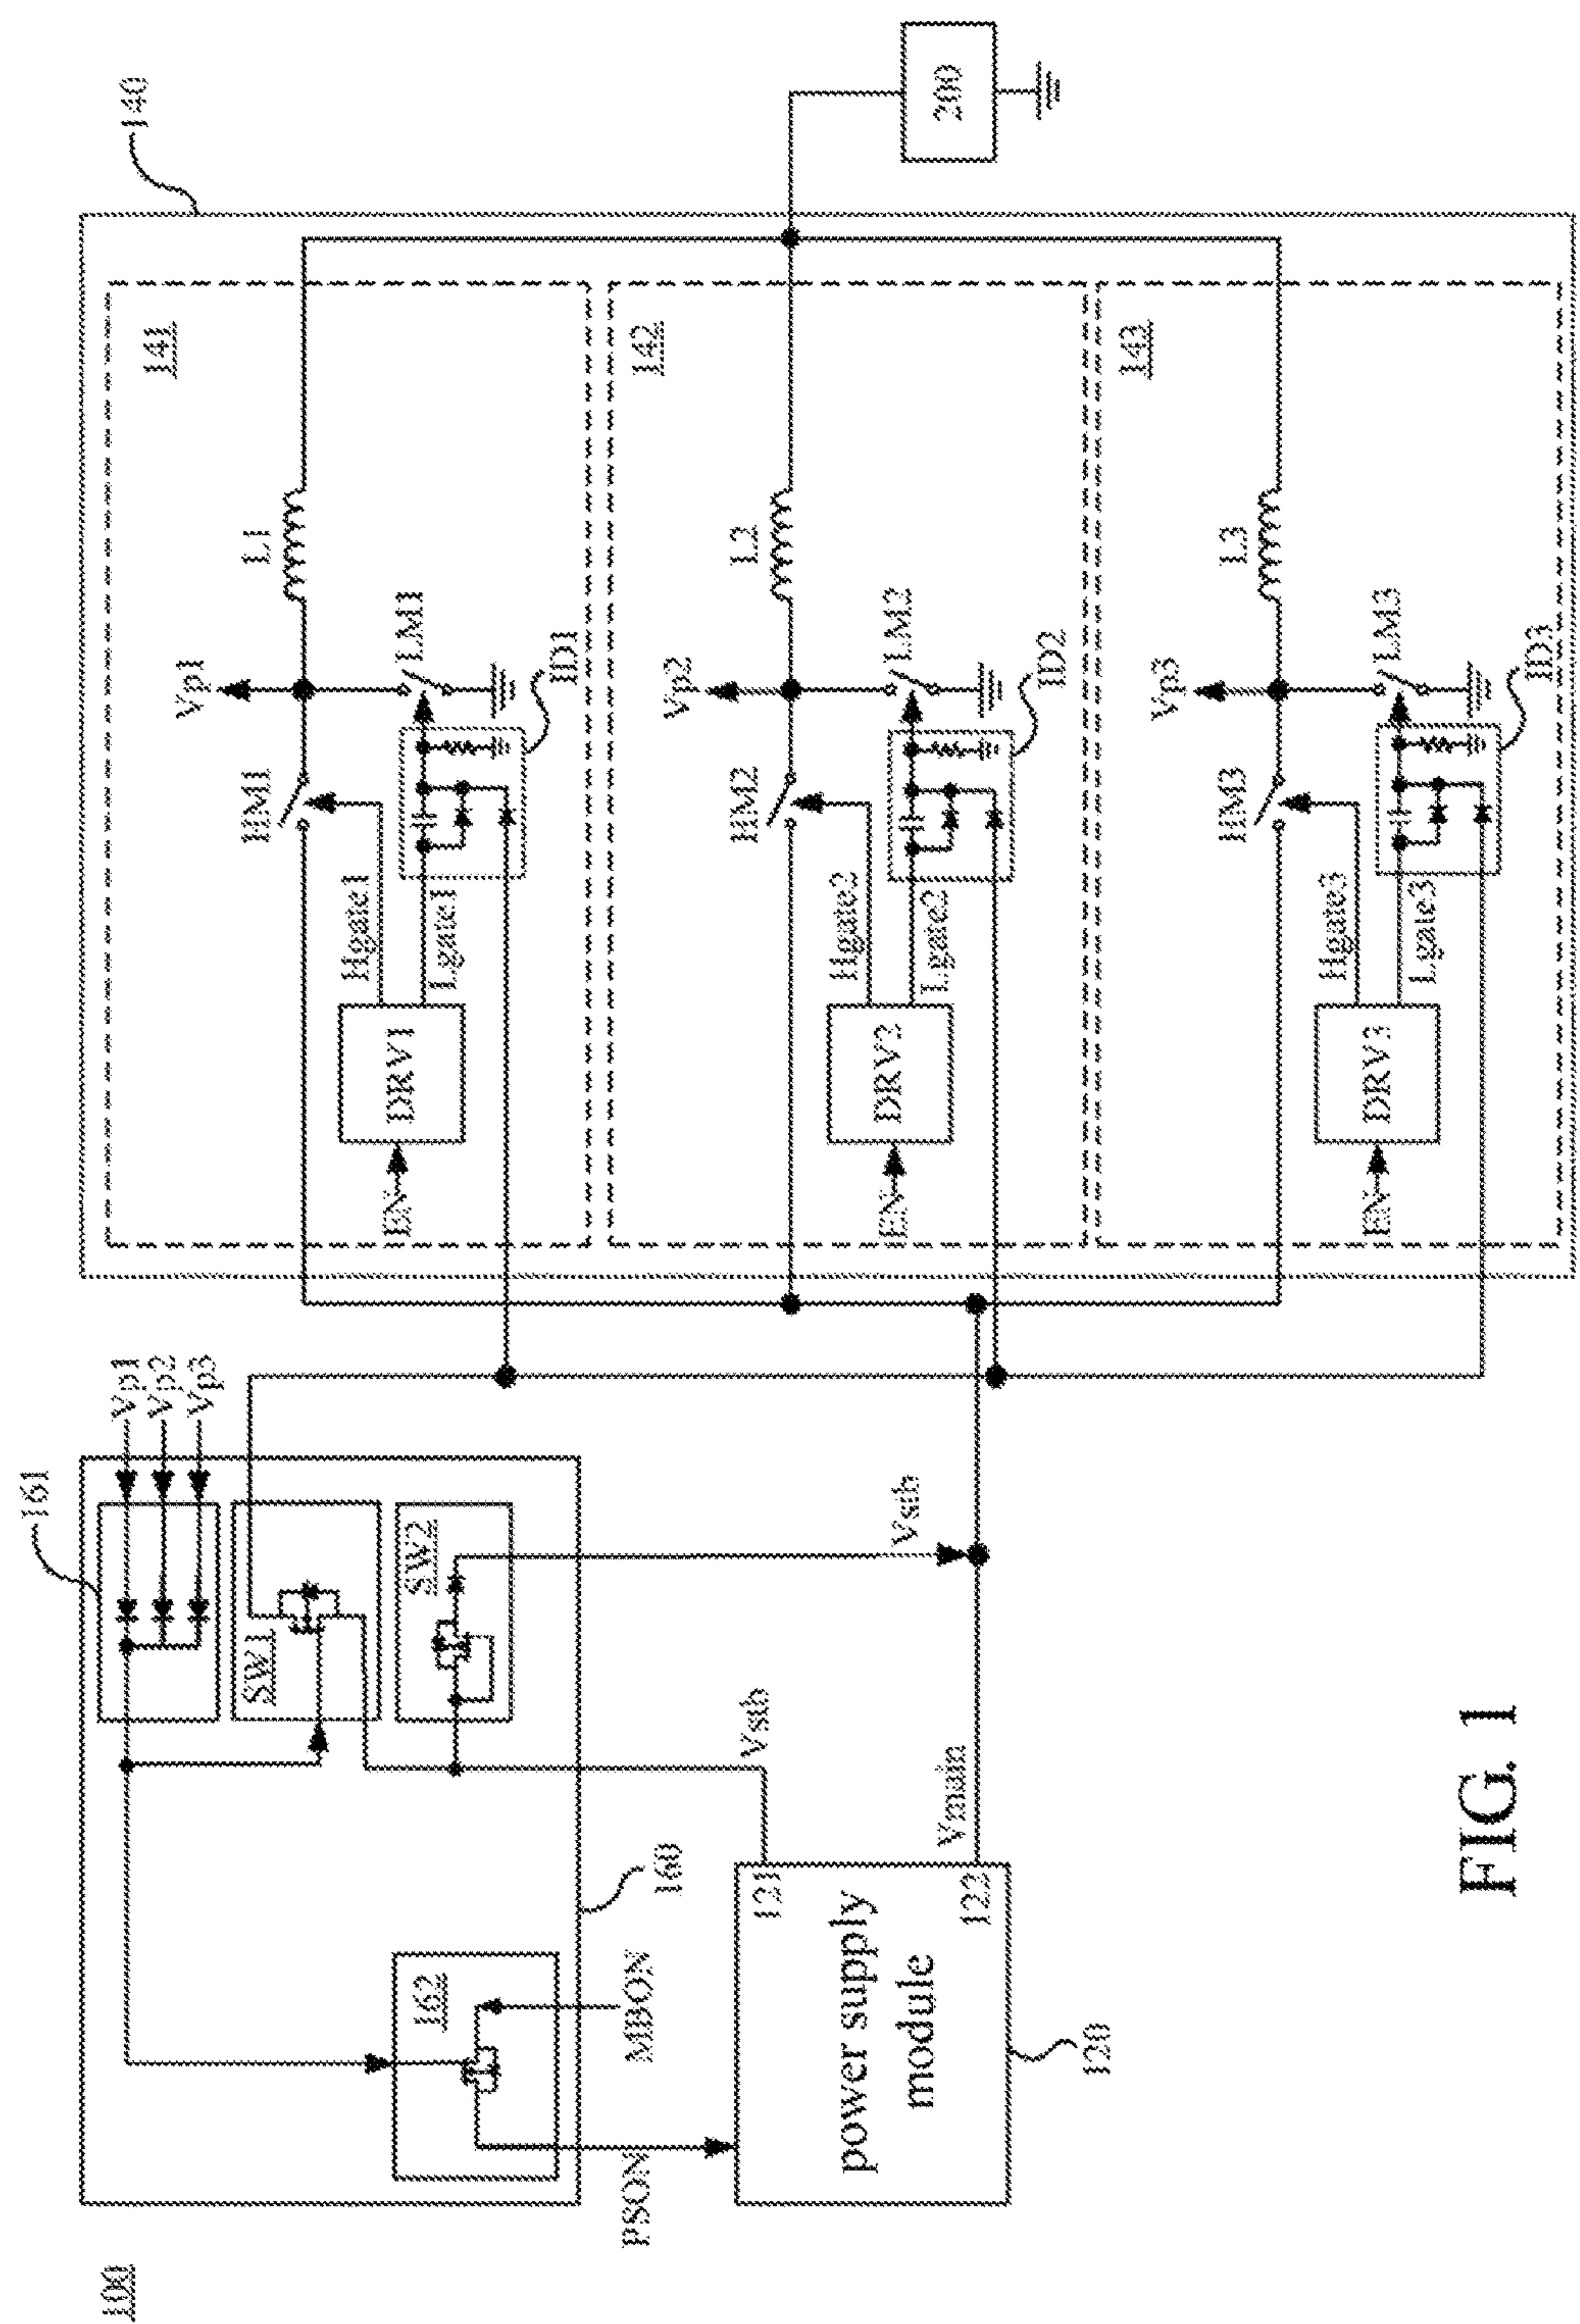 100
161
Vp1
Vp2
Vp3
SW1
SW2
162
MBON
160
PSON
Vstb
Vstb
121
Vmain
122
power supply
module
120
140
141
Vp1
L1
HM1
LM1
ID1
Hgate1
Lgate1
DRV1
EN
142
Vp2
L2
HM2
LM2
ID2
Hgate2
Lgate2
DRV2
EN
143
Vp3
L3
HM3
LM3
ID3
Hgate3
Lgate3
DRV3
EN
200
FIG. 1